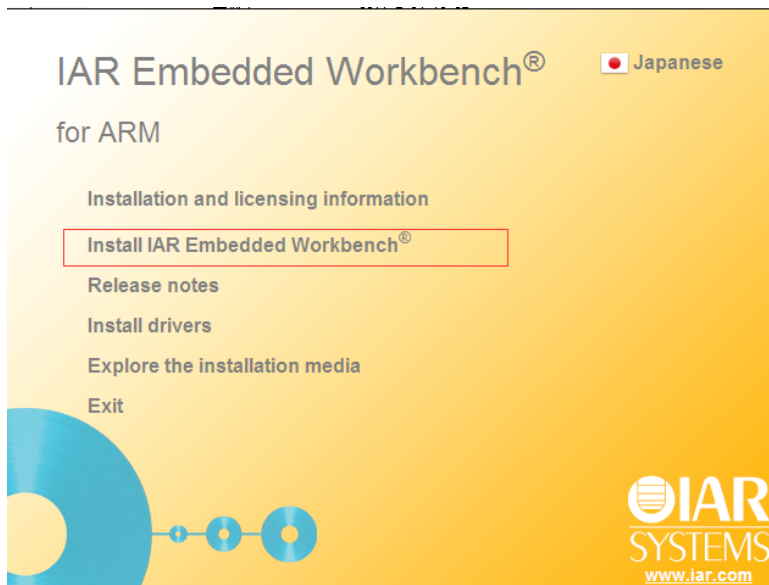 IAR Embedded Workbench®
Japanese
for ARM
Installation and licensing information
Install IAR Embedded Workbench®
Release notes
Install drivers
Explore the installation media
Exit
IAR
SYSTEMS
www.iar.com